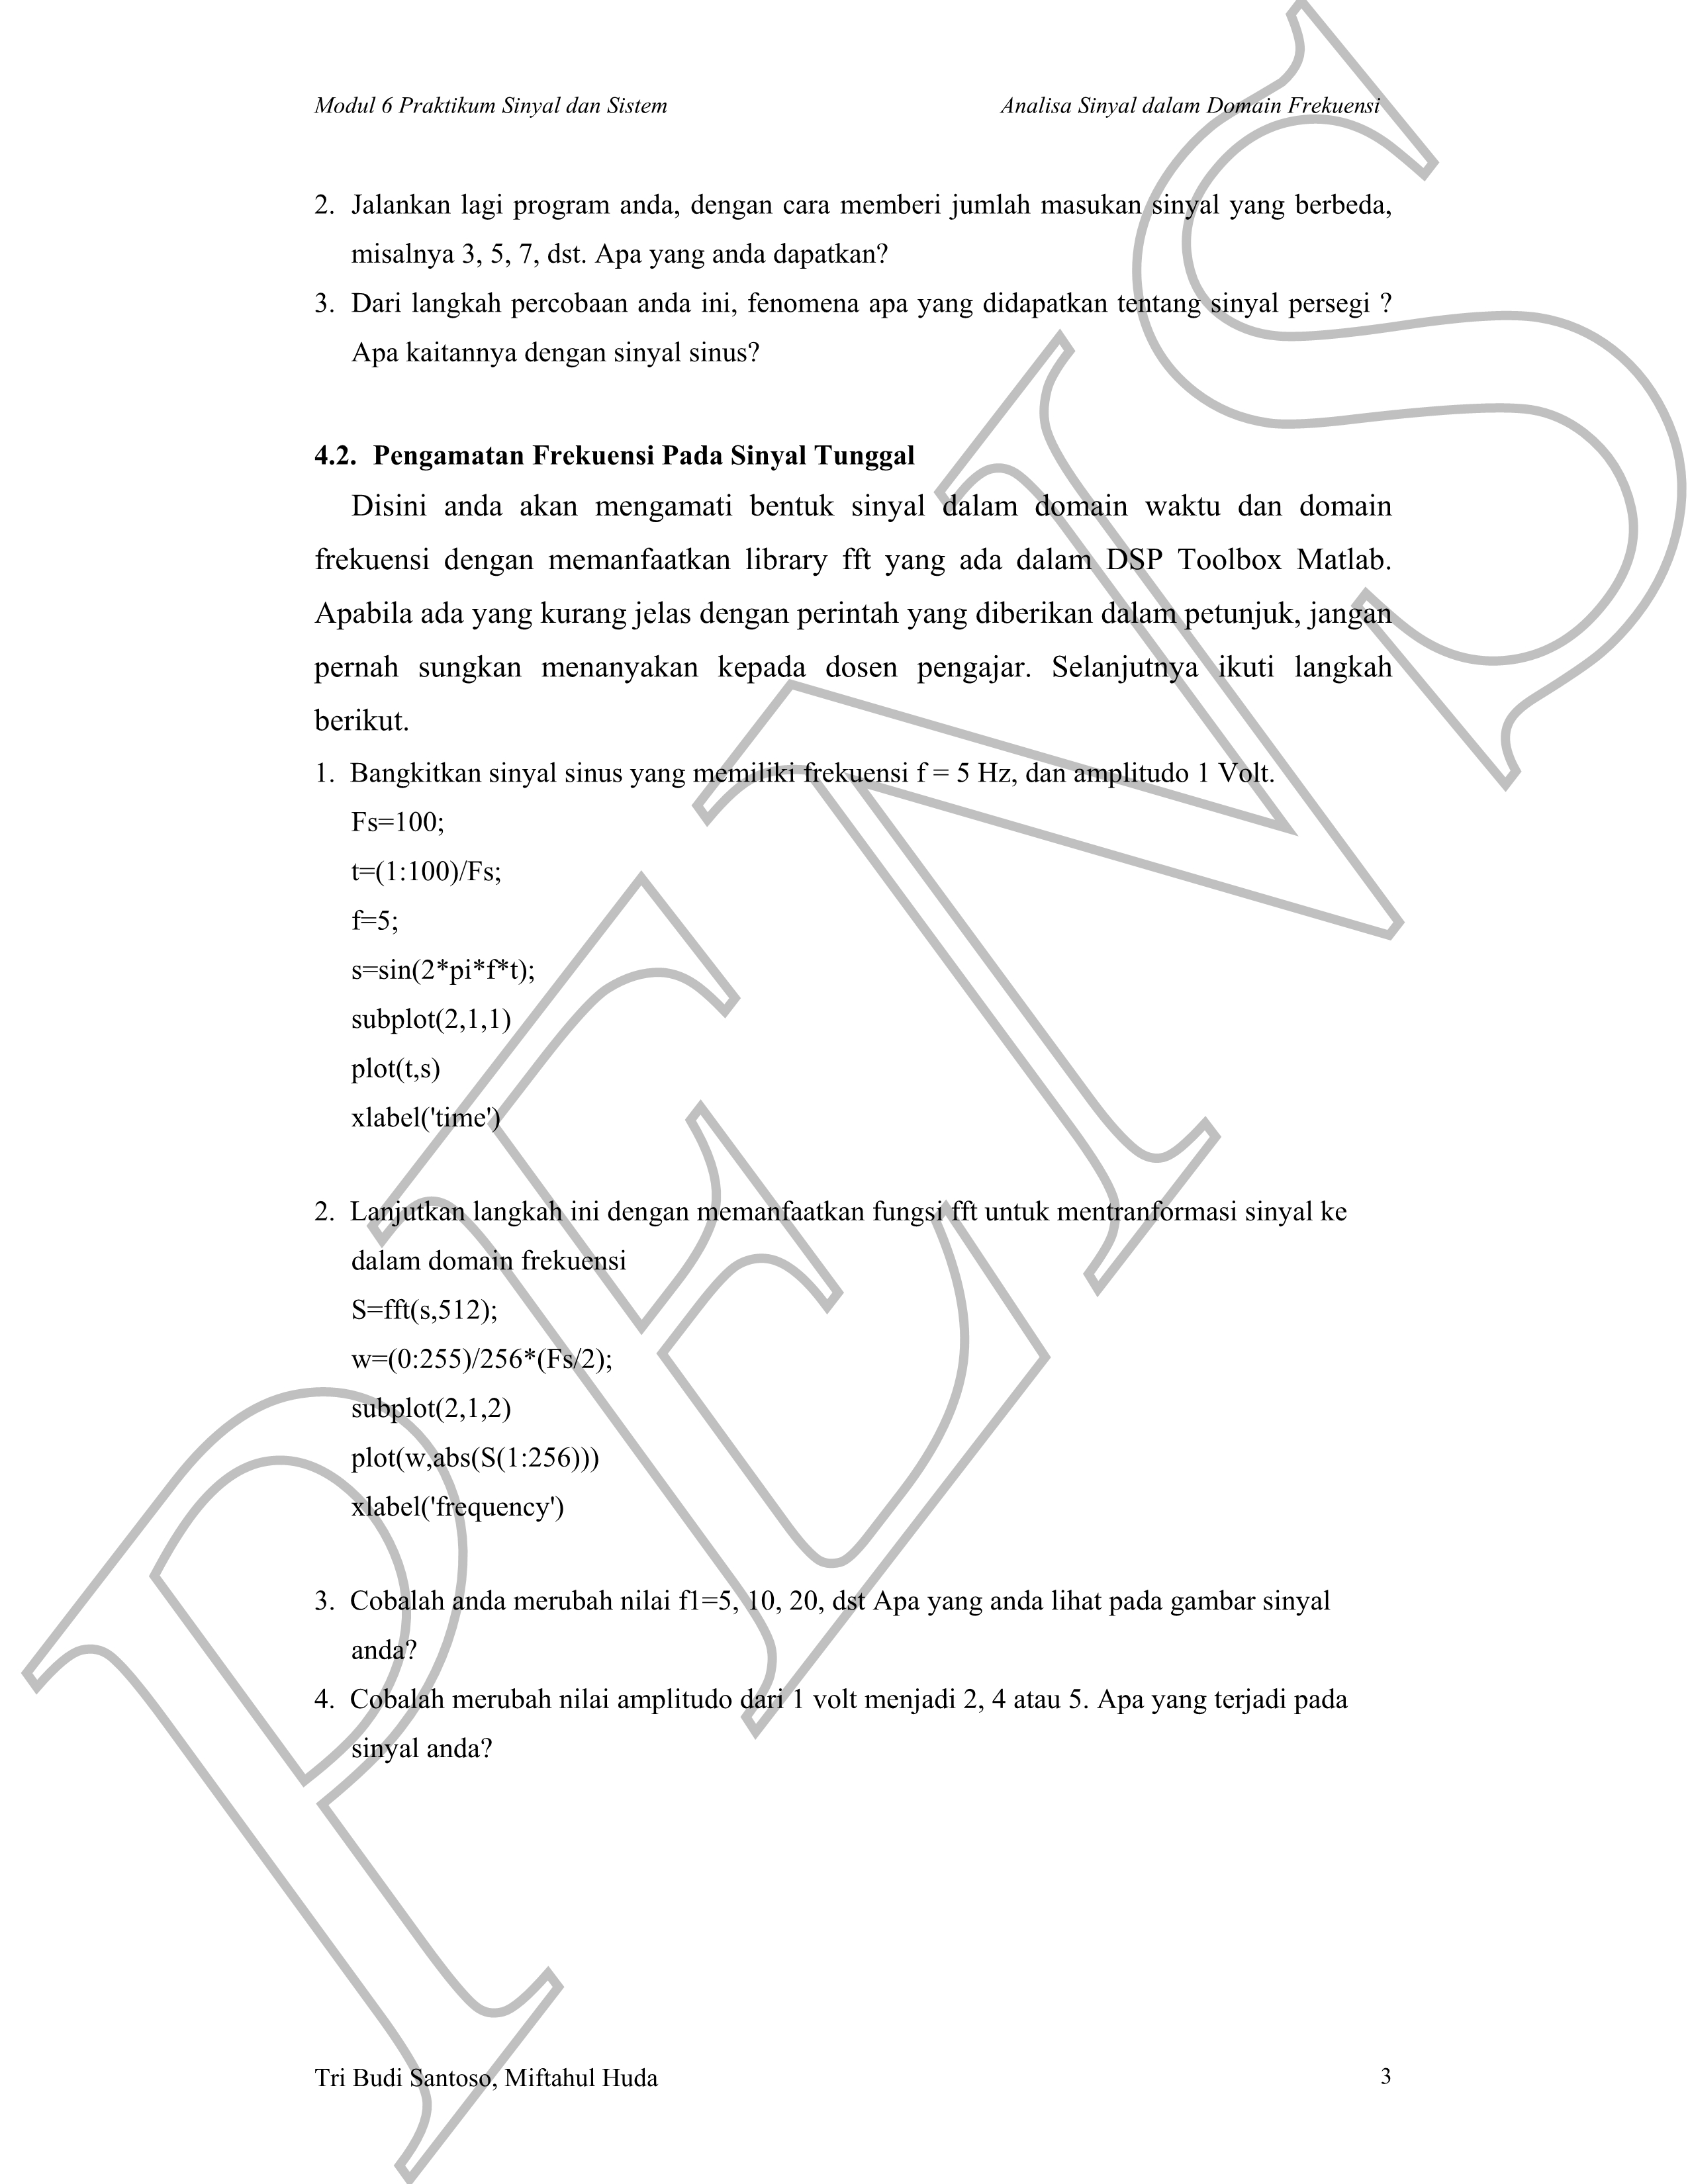 Modul 6 Praktikum Sinyal dan Sistem Analisa Sinyal dalam Domain Frekuensi
2. Jalankan lagi program anda, dengan cara memberi jumlah masukan sinyal yang berbeda,
misalnya 3, 5, 7, dst. Apa yang anda dapatkan?
3. Dari langkah percobaan anda ini, fenomena apa yang didapatkan tentang sinyal persegi ?
Apa kaitannya dengan sinyal sinus?
4.2. Pengamatan Frekuensi Pada Sinyal Tunggal
Disini anda akan mengamati bentuk sinyal dalam domain waktu dan domain
frekuensi dengan memanfaatkan library fft yang ada dalam DSP Toolbox Matlab.
Apabila ada yang kurang jelas dengan perintah yang diberikan dalam petunjuk, jangan
pernah sungkan menanyakan kepada dosen pengajar. Selanjutnya ikuti langkah
berikut.
1. Bangkitkan sinyal sinus yang memiliki frekuensi f = 5 Hz, dan amplitudo 1 Volt.
Fs=100;
t=(1:100)/Fs;
f=5;
s=sin(2*pi*f*t);
subplot(2,1,1)
plot(t,s)
xlabel('time')
2. Lanjutkan langkah ini dengan memanfaatkan fungsi fft untuk mentranformasi sinyal ke
dalam domain frekuensi
S=fft(s,512);
w=(0:255)/256*(Fs/2);
subplot(2,1,2)
plot(w,abs(S(1:256)))
xlabel('frequency')
3. Cobalah anda merubah nilai f1=5, 10, 20, dst Apa yang anda lihat pada gambar sinyal
anda?
4. Cobalah merubah nilai amplitudo dari 1 volt menjadi 2, 4 atau 5. Apa yang terjadi pada
sinyal anda?
Tri Budi Santoso, Miftahul Huda 3
PENS